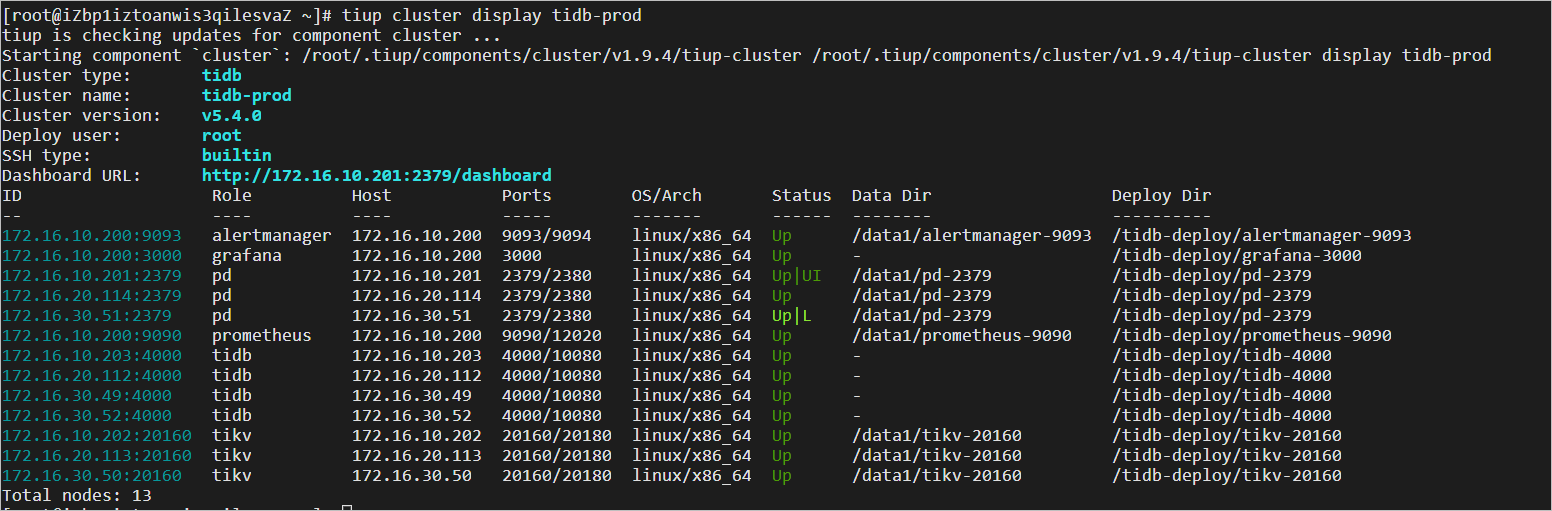 [root@iZbp1iztoanwis3qilesvaZ ~]# tiup cluster display tidb-prod
tiup is checking updates for component cluster ...
Starting component `cluster`: /root/.tiup/components/cluster/v1.9.4/tiup-cluster /root/.tiup/components/cluster/v1.9.4/tiup-cluster display tidb-prod
Cluster type:       tidb
Cluster name:       tidb-prod
Cluster version:    v5.4.0
Deploy user:        root
SSH type:           builtin
Dashboard URL:      http://172.16.10.201:2379/dashboard
ID                   Role          Host           Ports        OS/Arch       Status  Data Dir                  Deploy Dir
--                   ----          ----           -----        -------       ------  --------                  ----------
172.16.10.200:9093   alertmanager  172.16.10.200  9093/9094    linux/x86_64  Up      /data1/alertmanager-9093  /tidb-deploy/alertmanager-9093
172.16.10.200:3000   grafana       172.16.10.200  3000         linux/x86_64  Up      -                         /tidb-deploy/grafana-3000
172.16.10.201:2379   pd            172.16.10.201  2379/2380    linux/x86_64  Up|UI   /data1/pd-2379            /tidb-deploy/pd-2379
172.16.20.114:2379   pd            172.16.20.114  2379/2380    linux/x86_64  Up      /data1/pd-2379            /tidb-deploy/pd-2379
172.16.30.51:2379    pd            172.16.30.51   2379/2380    linux/x86_64  Up|L    /data1/pd-2379            /tidb-deploy/pd-2379
172.16.10.200:9090   prometheus    172.16.10.200  9090/12020   linux/x86_64  Up      /data1/prometheus-9090    /tidb-deploy/prometheus-9090
172.16.10.203:4000   tidb          172.16.10.203  4000/10080   linux/x86_64  Up      -                         /tidb-deploy/tidb-4000
172.16.20.112:4000   tidb          172.16.20.112  4000/10080   linux/x86_64  Up      -                         /tidb-deploy/tidb-4000
172.16.30.49:4000    tidb          172.16.30.49   4000/10080   linux/x86_64  Up      -                         /tidb-deploy/tidb-4000
172.16.30.52:4000    tidb          172.16.30.52   4000/10080   linux/x86_64  Up      -                         /tidb-deploy/tidb-4000
172.16.10.202:20160  tikv          172.16.10.202  20160/20180  linux/x86_64  Up      /data1/tikv-20160         /tidb-deploy/tikv-20160
172.16.20.113:20160  tikv          172.16.20.113  20160/20180  linux/x86_64  Up      /data1/tikv-20160         /tidb-deploy/tikv-20160
172.16.30.50:20160   tikv          172.16.30.50   20160/20180  linux/x86_64  Up      /data1/tikv-20160         /tidb-deploy/tikv-20160
Total nodes: 13